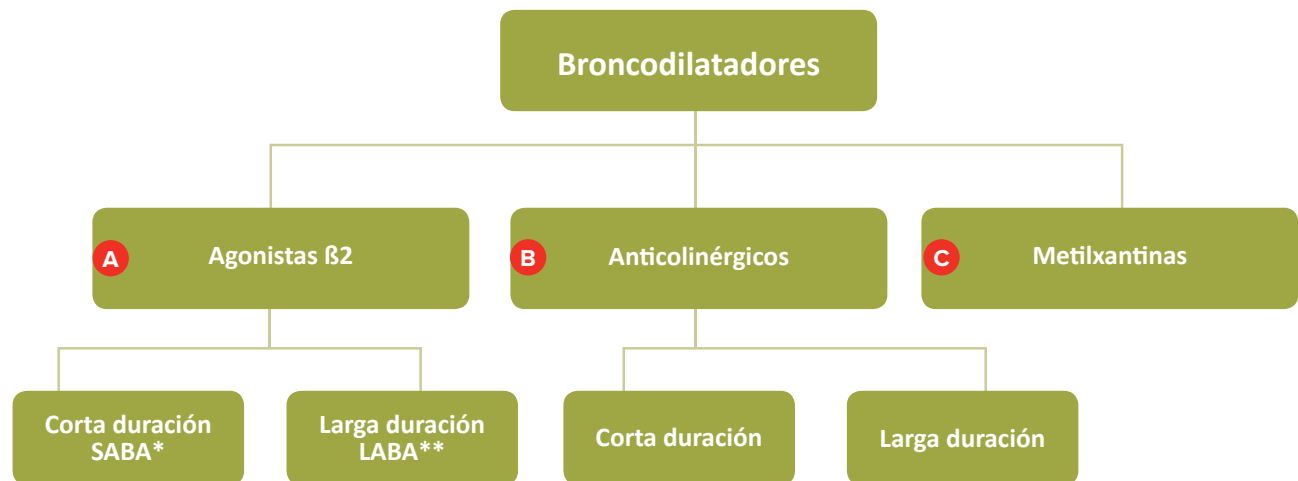 Broncodilatadores
A
Agonistas ß2
B
Anticolinérgicos
C
Metilxantinas
Corta duración
SABA*
Larga duración
LABA**
Corta duración
Larga duración